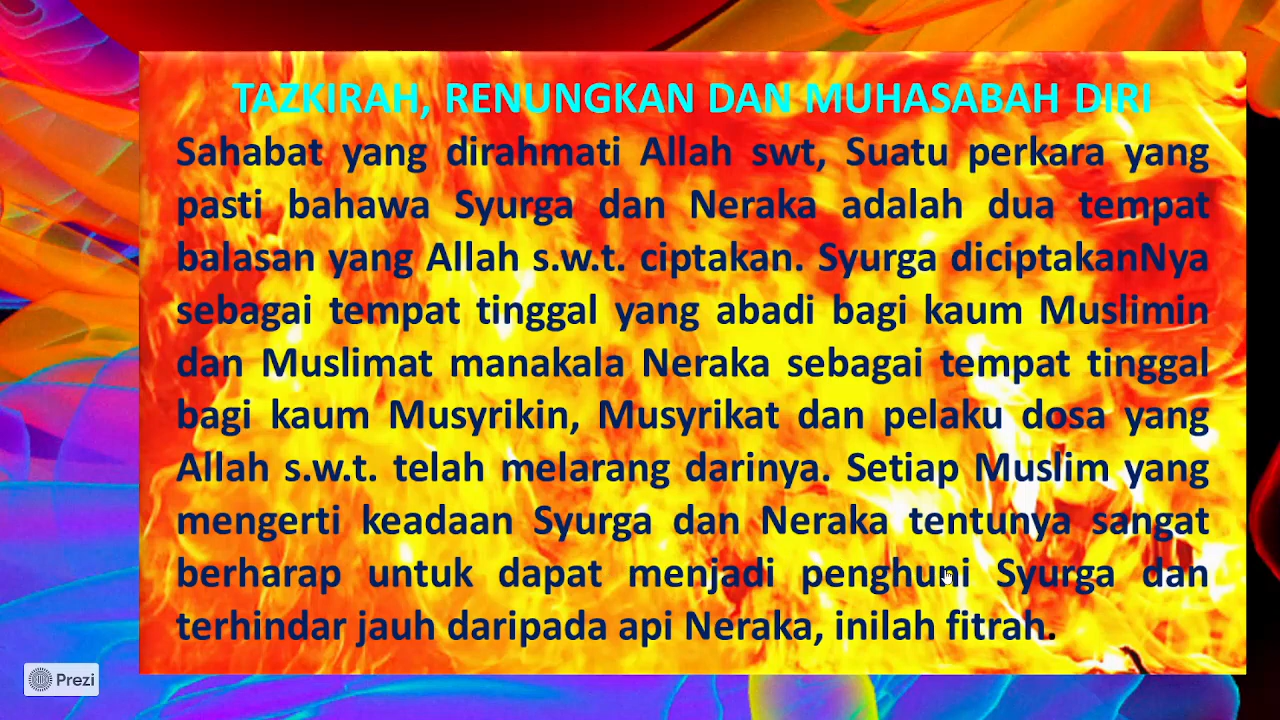 TAZKIRAH, RENUNGKAN DAN MUHASABAH DIRI
Sahabat yang dirahmati Allah swt, Suatu perkara yang
pasti bahawa Syurga dan Neraka adalah dua tempat
balasan yang Allah s.w.t. ciptakan. Syurga diciptakanNya
sebagai tempat tinggal yang abadi bagi kaum Muslimin
dan Muslimat manakala Neraka sebagai tempat tinggal
bagi kaum Musyrikin, Musyrikat dan pelaku dosa yang
Allah s.w.t. telah melarang darinya. Setiap Muslim yang
mengerti keadaan Syurga dan Neraka tentunya sangat
berharap untuk dapat menjadi penghuni Syurga dan
terhindar jauh daripada api Neraka, inilah fitrah.
Prezi